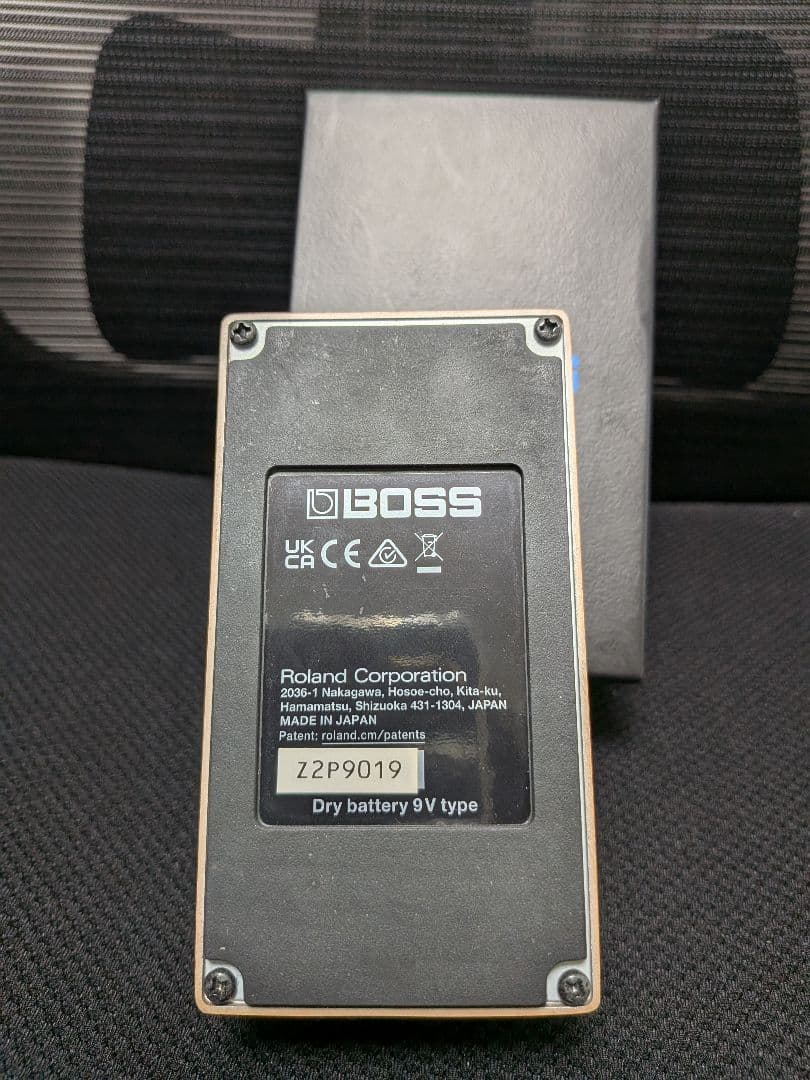 BOSS
UK
CA CE
Roland Corporation
2036-1 Nakagawa, Hosoe-cho, Kita-ku,
Hamamatsu, Shizuoka 431-1304, JAPAN
MADE IN JAPAN
Patent: roland.cm/patents
Z2P9019
Dry battery 9V type